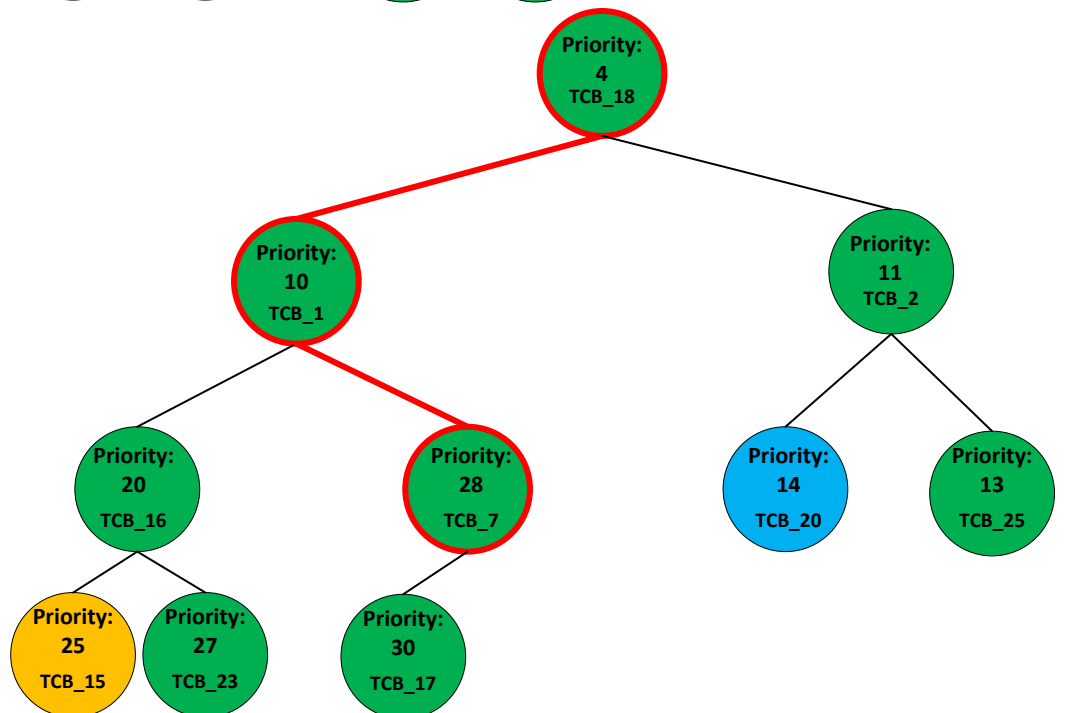 Priority:
4
TCB_18
Priority:
10
TCB_1
Priority:
11
TCB_2
Priority:
20
TCB_16
Priority:
28
TCB_7
Priority:
14
TCB_20
Priority:
13
TCB_25
Priority:
25
TCB_15
Priority:
27
TCB_23
Priority:
30
TCB_17